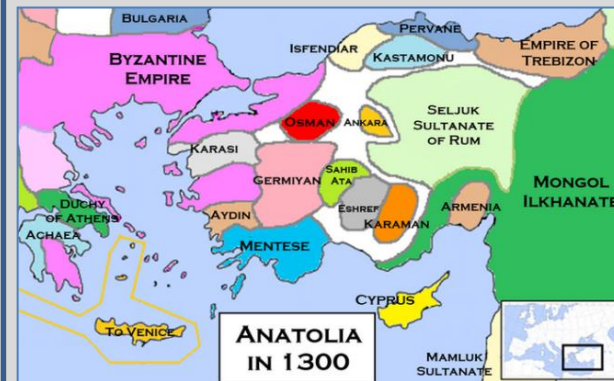 BULGARIA
PERVANE
ISFENDIAR
BYZANTINE
EMPIRE
KASTAMONU
EMPIRE OF
TREBIZON
OSMAN
ANKARA
SELJUK
SULTANATE
OF RUM
KARASI
GERMIYAN
SAHIB
ATA
MONGOL
ILKHANATE
DUCHY
OF ATHENS
AYDIN
ESHREF
KARAMAN
ARMENIA
ACHAEA
MENTESE
CYPRUS
TO VENICE
ANATOLIA
IN 1300
MAMLUK
SULTANATE